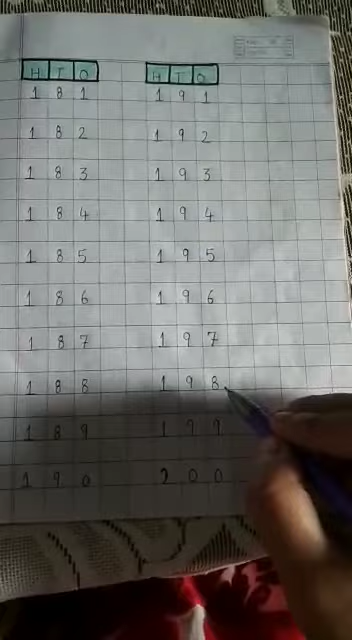 H T O H T O
1 8 1 1 9 1
1 8 2 1 9 2
1 8 3 1 9 3
1 8 4 1 9 4
1 8 5 1 9 5
1 8 6 1 9 6
1 8 7 1 9 7
1 8 8 1 9 8
1 8 9 1 9 9
1 9 0 2 0 0